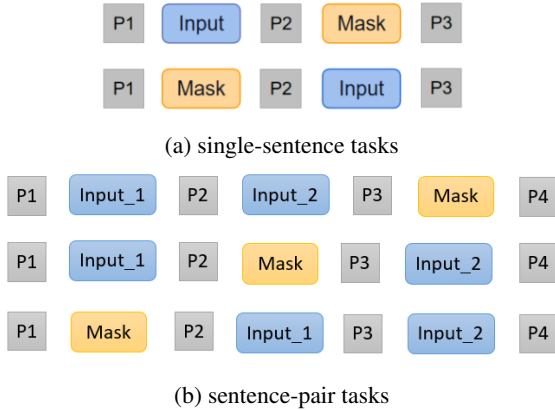 P1 Input P2 Mask P3
P1 Mask P2 Input P3
(a) single-sentence tasks
P1 Input_1 P2 Input_2 P3 Mask P4
P1 Input_1 P2 Mask P3 Input_2 P4
P1 Mask P2 Input_1 P3 Input_2 P4
(b) sentence-pair tasks